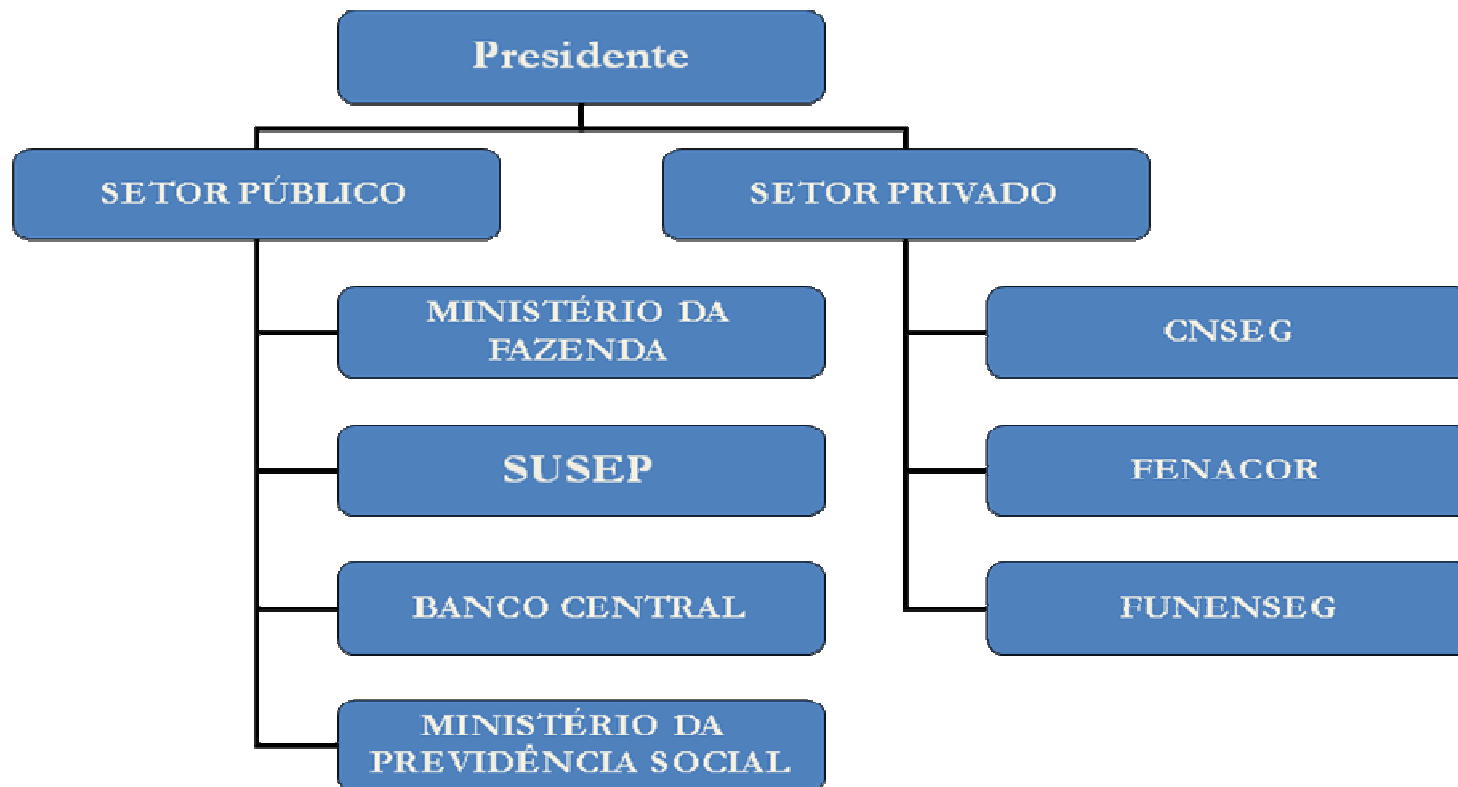 Presidente
SETOR PÚBLICO
SETOR PRIVADO
MINISTÉRIO DA
FAZENDA
CNSEG
SUSEP
FENACOR
BANCO CENTRAL
FUNENSEG
MINISTÉRIO DA
PREVIDÊNCIA SOCIAL